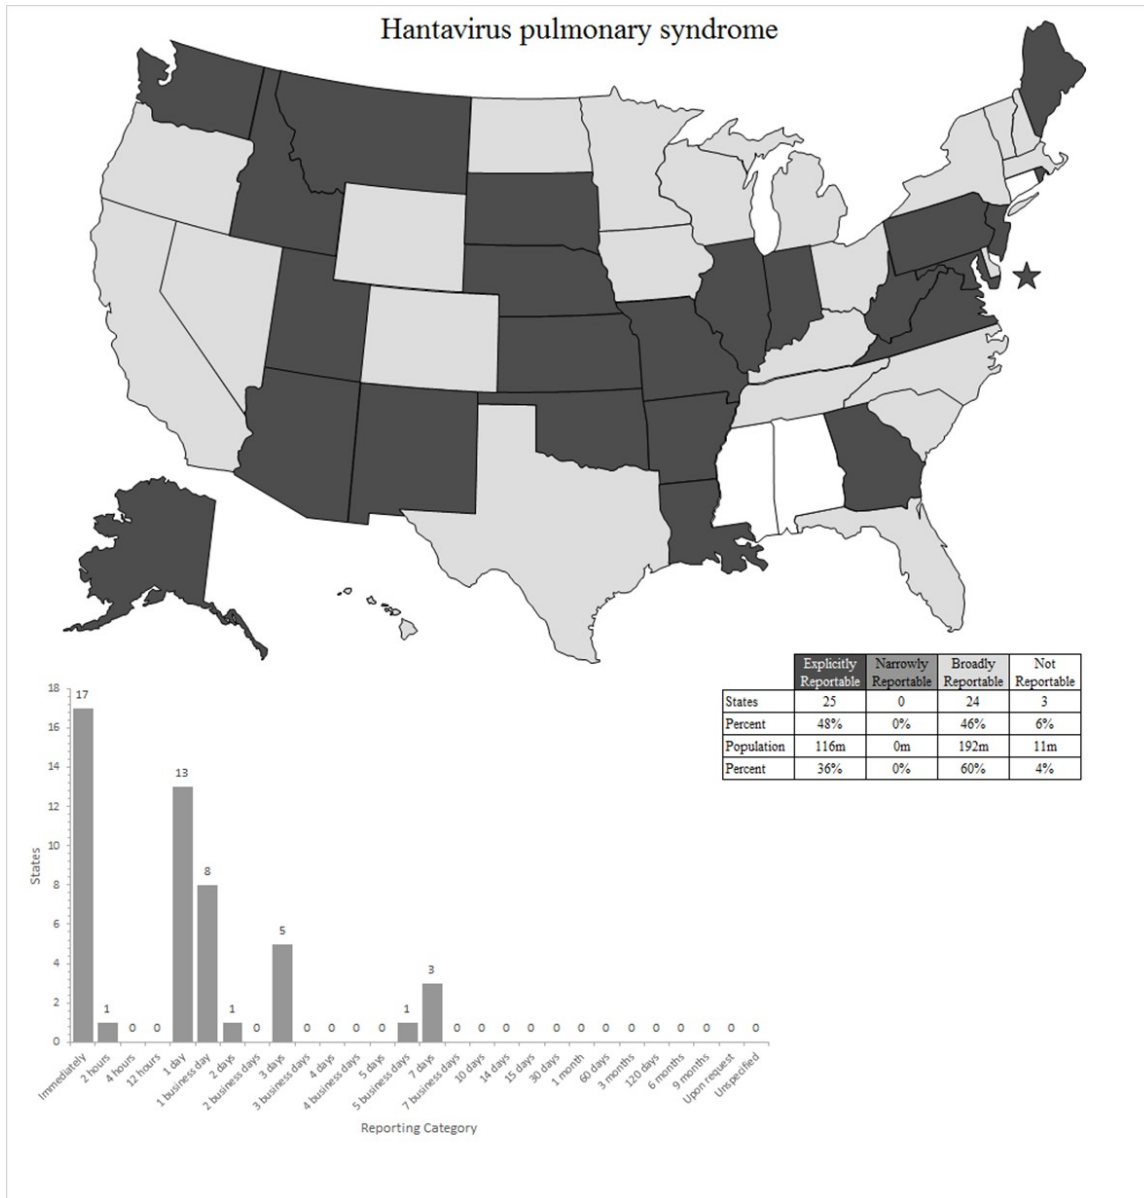 Hantavirus pulmonary syndrome
Explicitly Reportable Narrowly Reportable Broadly Reportable Not Reportable
States 25 0 24 3
Percent 48% 0% 46% 6%
Population 116m 0m 192m 11m
Percent 36% 0% 60% 4%
18
16
14
12
10
8
6
4
2
0
States
17 1 0 0 13 8 1 0 5 0 0 0 0 1 3 0 0 0 0 0 0 0 0 0 0 0 0 0
Immediately
2 hours
4 hours
12 hours
1 day
1 business day
2 days
2 business days
3 days
3 business days
4 days
4 business days
5 days
5 business days
7 days
7 business days
10 days
14 days
15 days
30 days
1 month
60 days
3 months
120 days
6 months
9 months
Upon request
Unspecified
Reporting Category